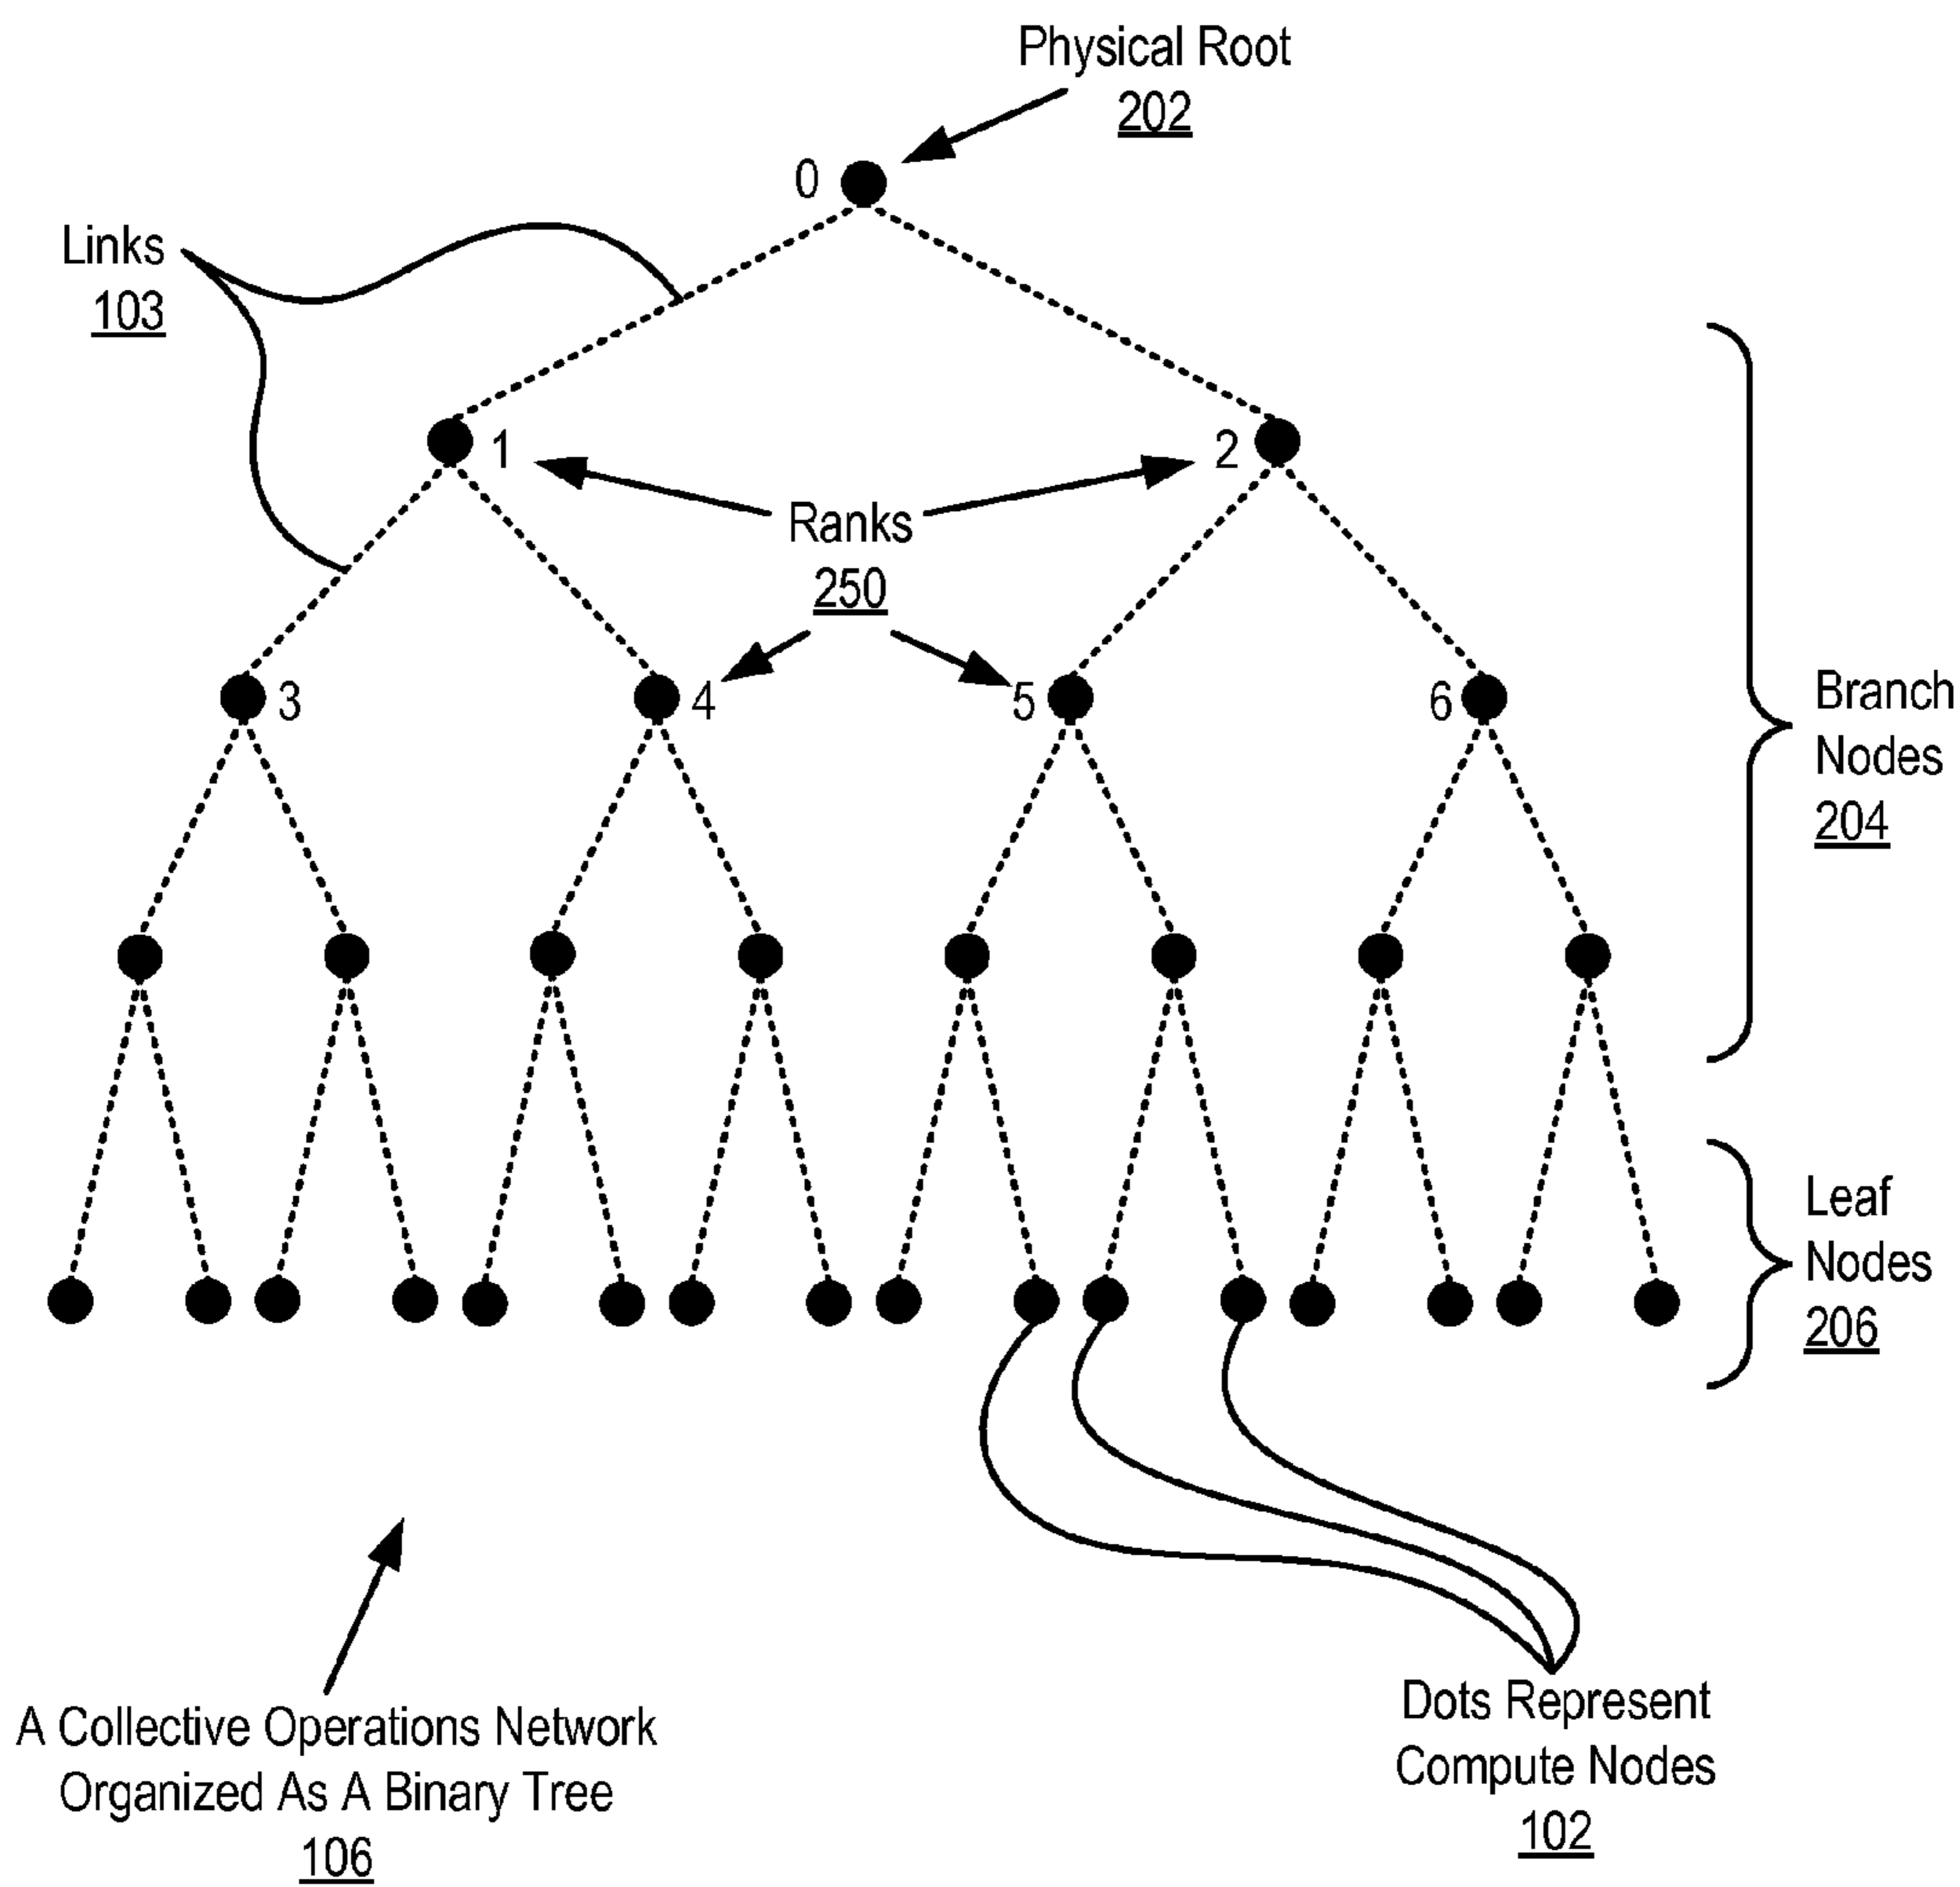 Physical Root
202
0
Links
103
1
2
Ranks
250
3
4
5
6
Branch
Nodes
204
Leaf
Nodes
206
A Collective Operations Network
Organized As A Binary Tree
106
Dots Represent
Compute Nodes
102